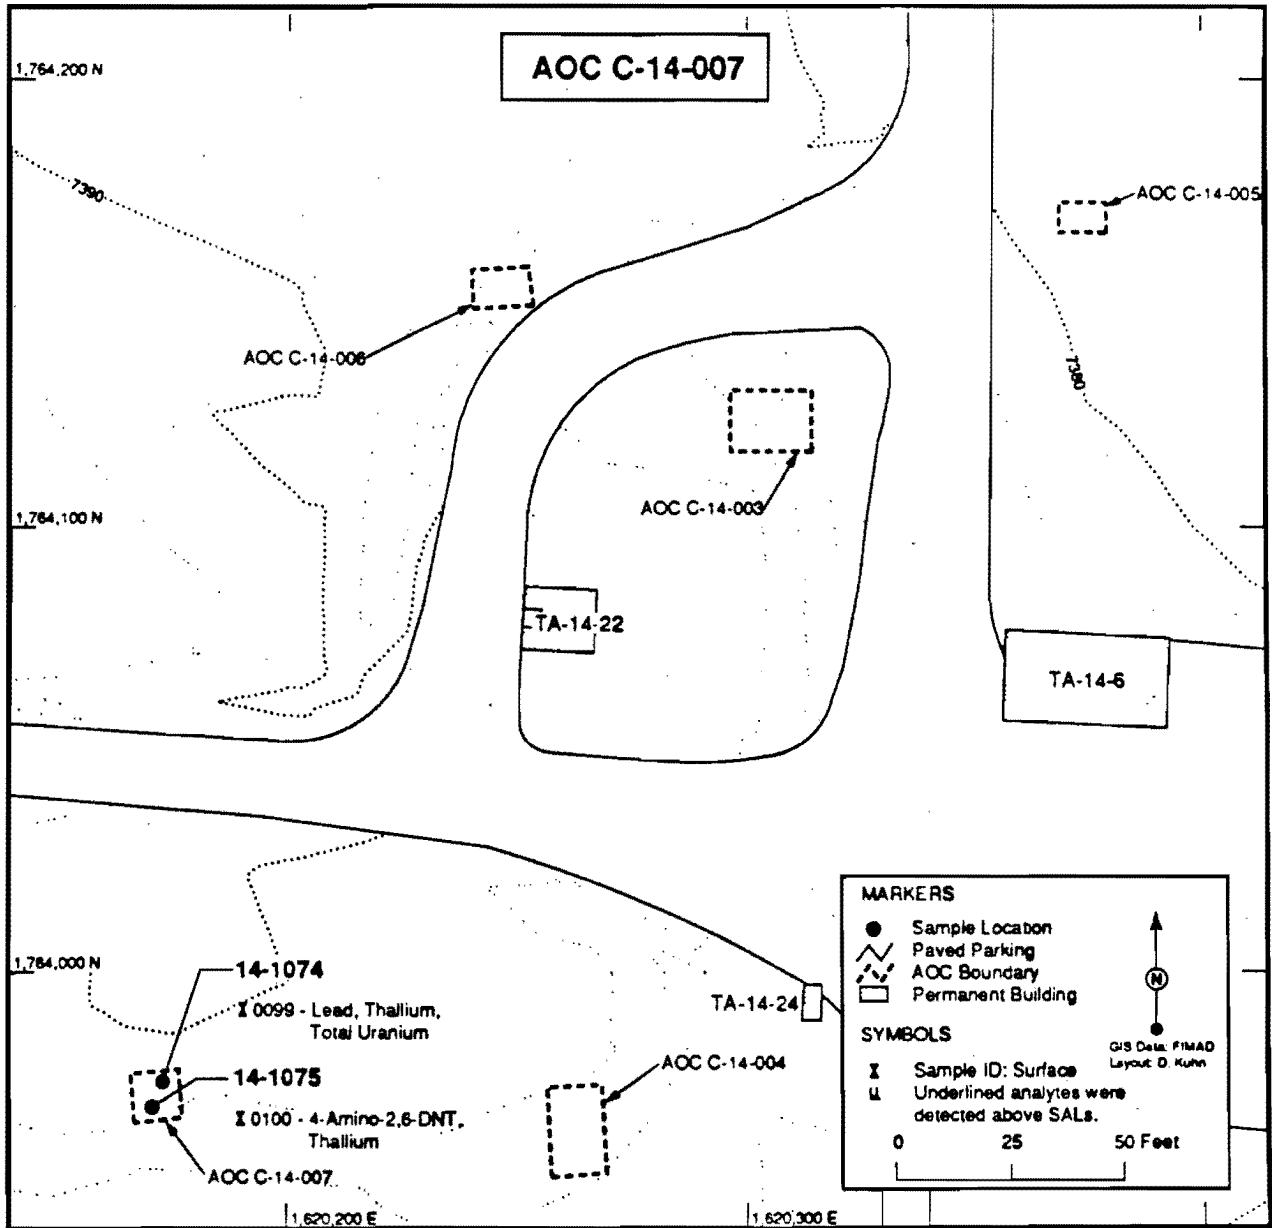 AOC C-14-007
1,764,200 N
7390
AOC C-14-005
AOC C-14-006
7380
AOC C-14-003
1,764,100 N
TA-14-22
TA-14-6
1,764,000 N
14-1074
0099 - Lead, Thallium,
Total Uranium
14-1075
0100 - 4-Amino-2,6-DNT,
Thallium
AOC C-14-007
TA-14-24
AOC C-14-004
MARKERS
Sample Location
Paved Parking
AOC Boundary
Permanent Building
N
GIS Data: FIMAD
Layout: D. Kuhn
SYMBOLS
Sample ID: Surface
Underlined analytes were
detected above SALs.
0 25 50 Feet
1,620,200 E
1,620,300 E